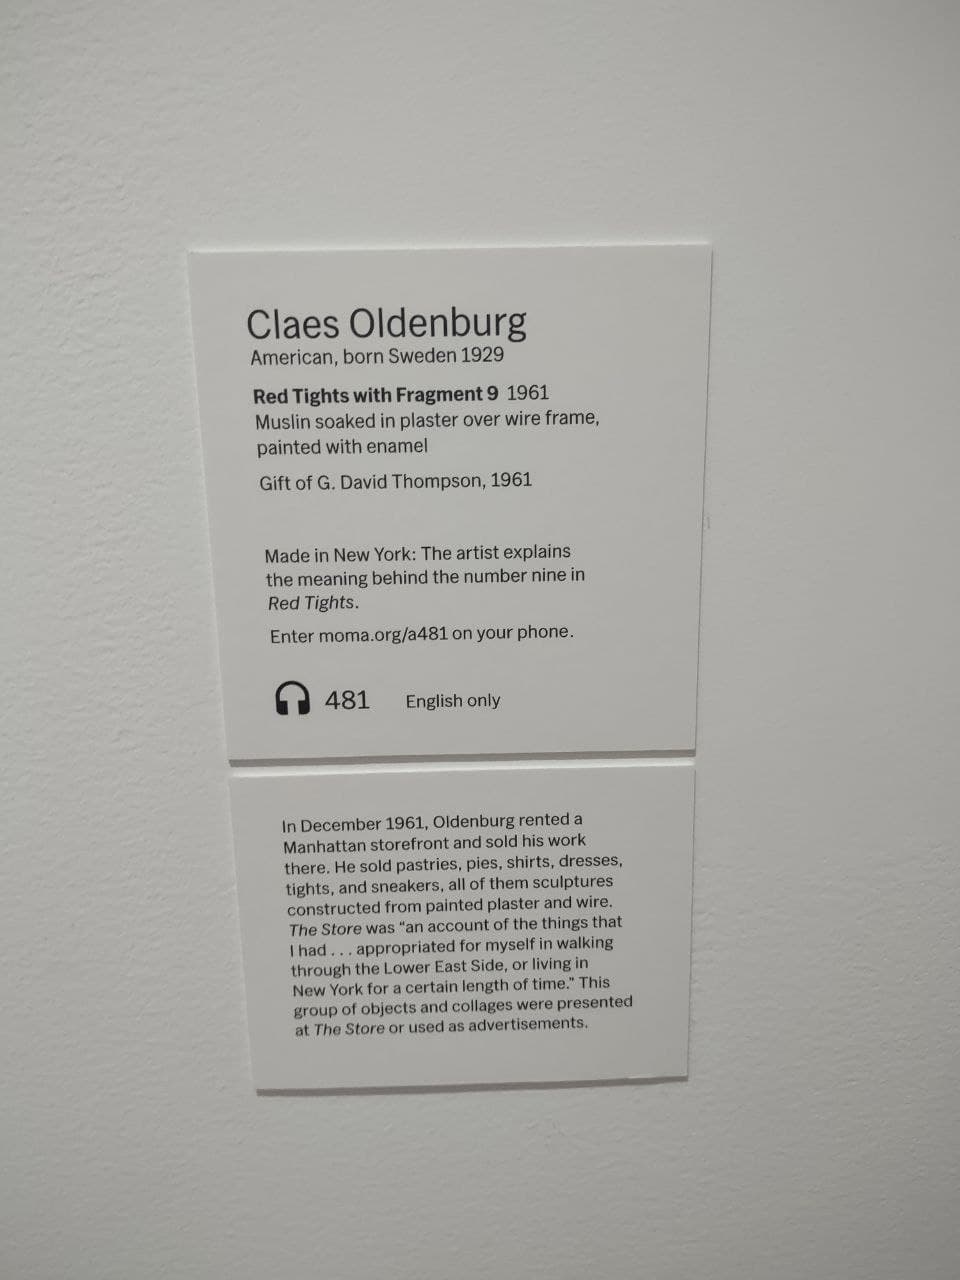 Claes Oldenburg
American, born Sweden 1929
Red Tights with Fragment 9 1961
Muslin soaked in plaster over wire frame,
painted with enamel
Gift of G. David Thompson, 1961
Made in New York: The artist explains
the meaning behind the number nine in
Red Tights.
Enter moma.org/a481 on your phone.
481 English only
In December 1961, Oldenburg rented a
Manhattan storefront and sold his work
there. He sold pastries, pies, shirts, dresses,
tights, and sneakers, all of them sculptures
constructed from painted plaster and wire.
The Store was “an account of the things that
I had . . . appropriated for myself in walking
through the Lower East Side, or living in
New York for a certain length of time.” This
group of objects and collages were presented
at The Store or used as advertisements.